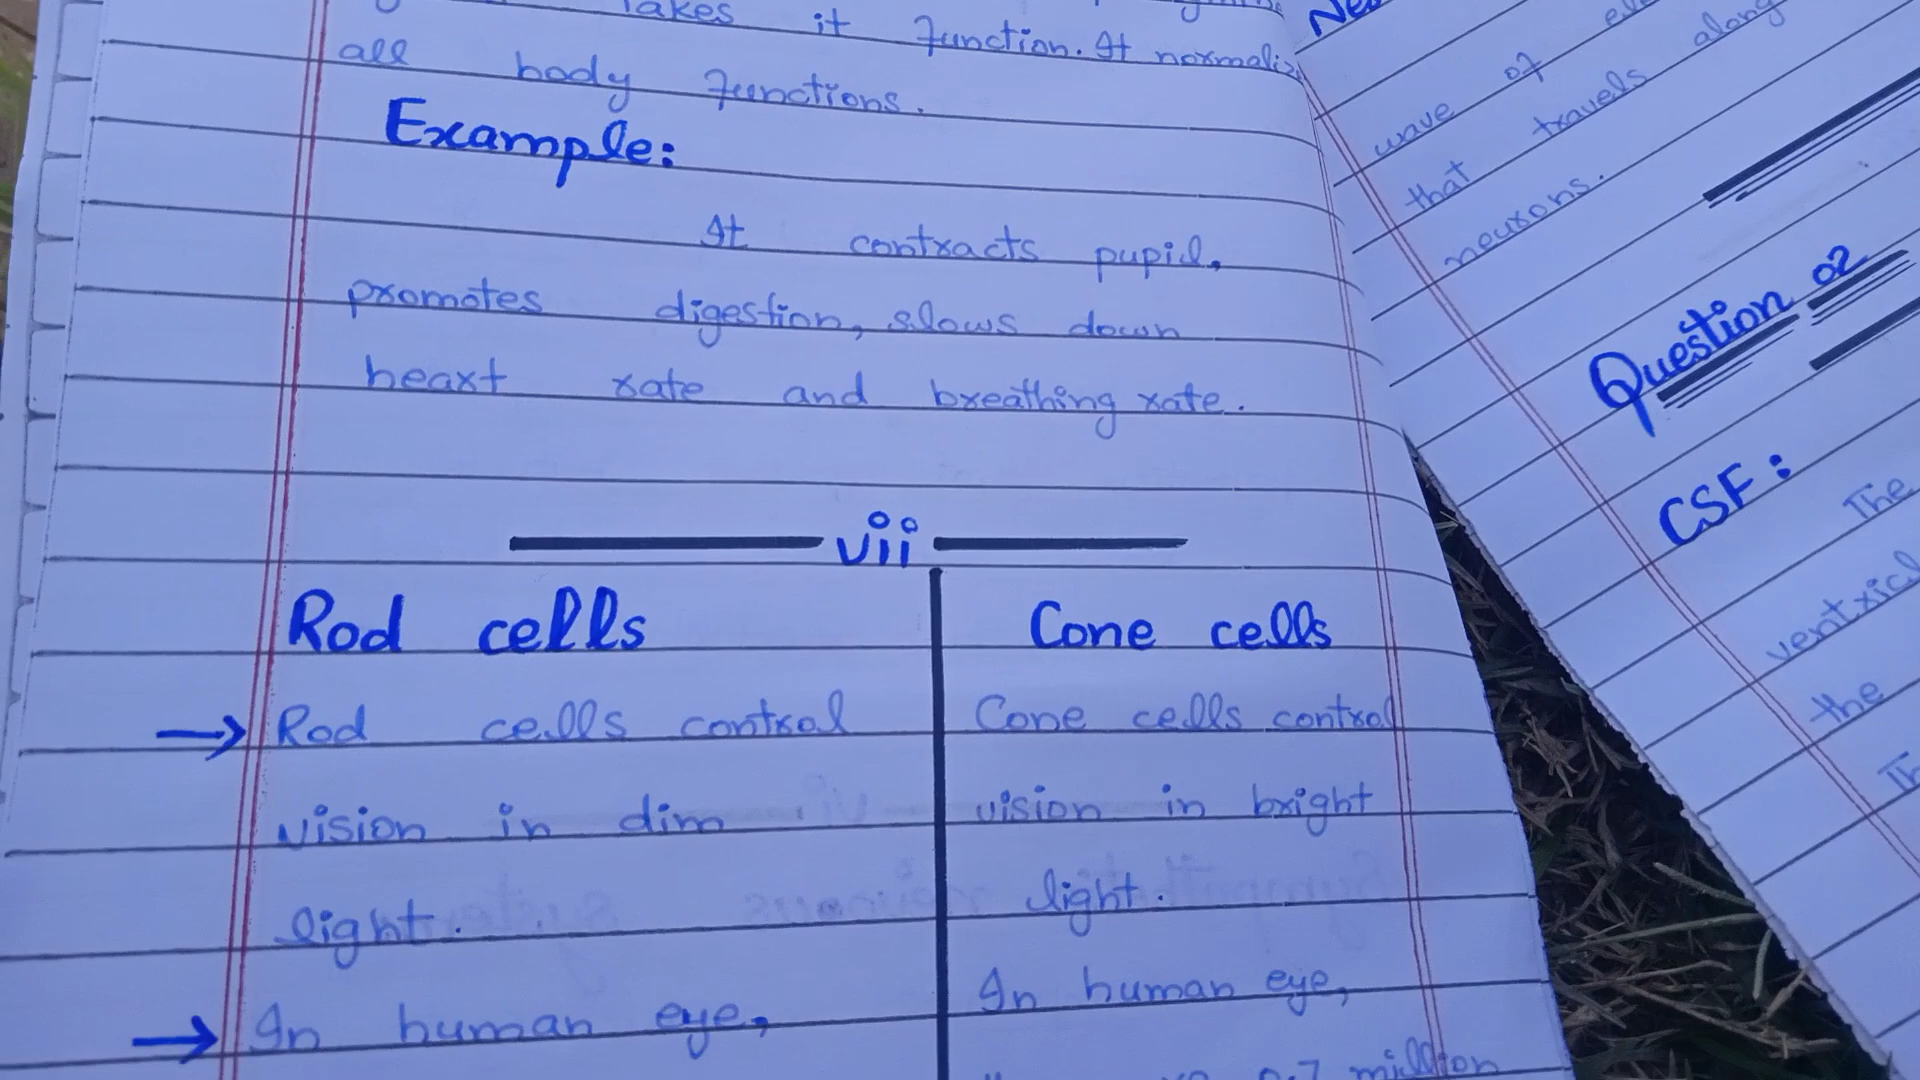 takes it function. It normaliz
all body functions.
Example:
It contracts pupil,
promotes digestion, slows down
heart rate and breathing rate.
vii
Rod cells
Rod cells control
vision in dim
light.
In human eye,
Cone cells
Cone cells control
vision in bright
light.
In human eye,
0.7 million
wave of
that travels along
neurons.
Question 02
CSF:
The
ventricl
the